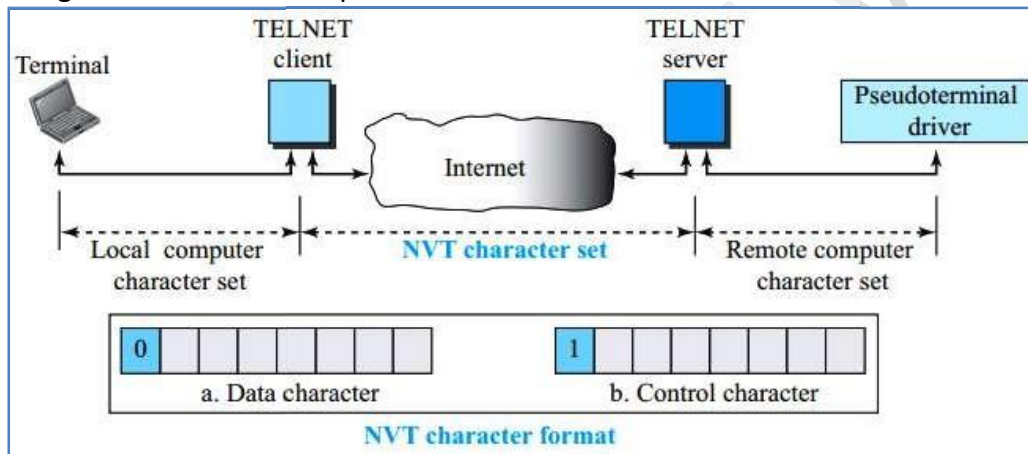 TELNET
client
TELNET
server
Terminal
Pseudoterminal
driver
Internet
Local computer
character set
NVT character set
Remote computer
character set
0
1
a. Data character
b. Control character
NVT character format